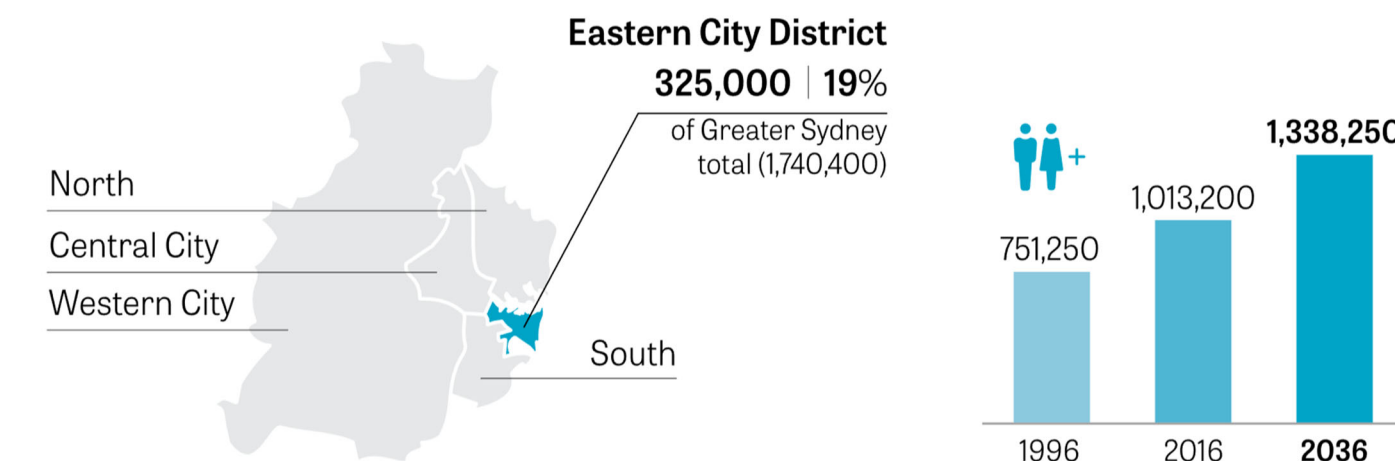 Eastern City District
325,000 | 19%
of Greater Sydney
total (1,740,400)
North
Central City
Western City
South
+
1,338,250
1,013,200
751,250
1996
2016
2036